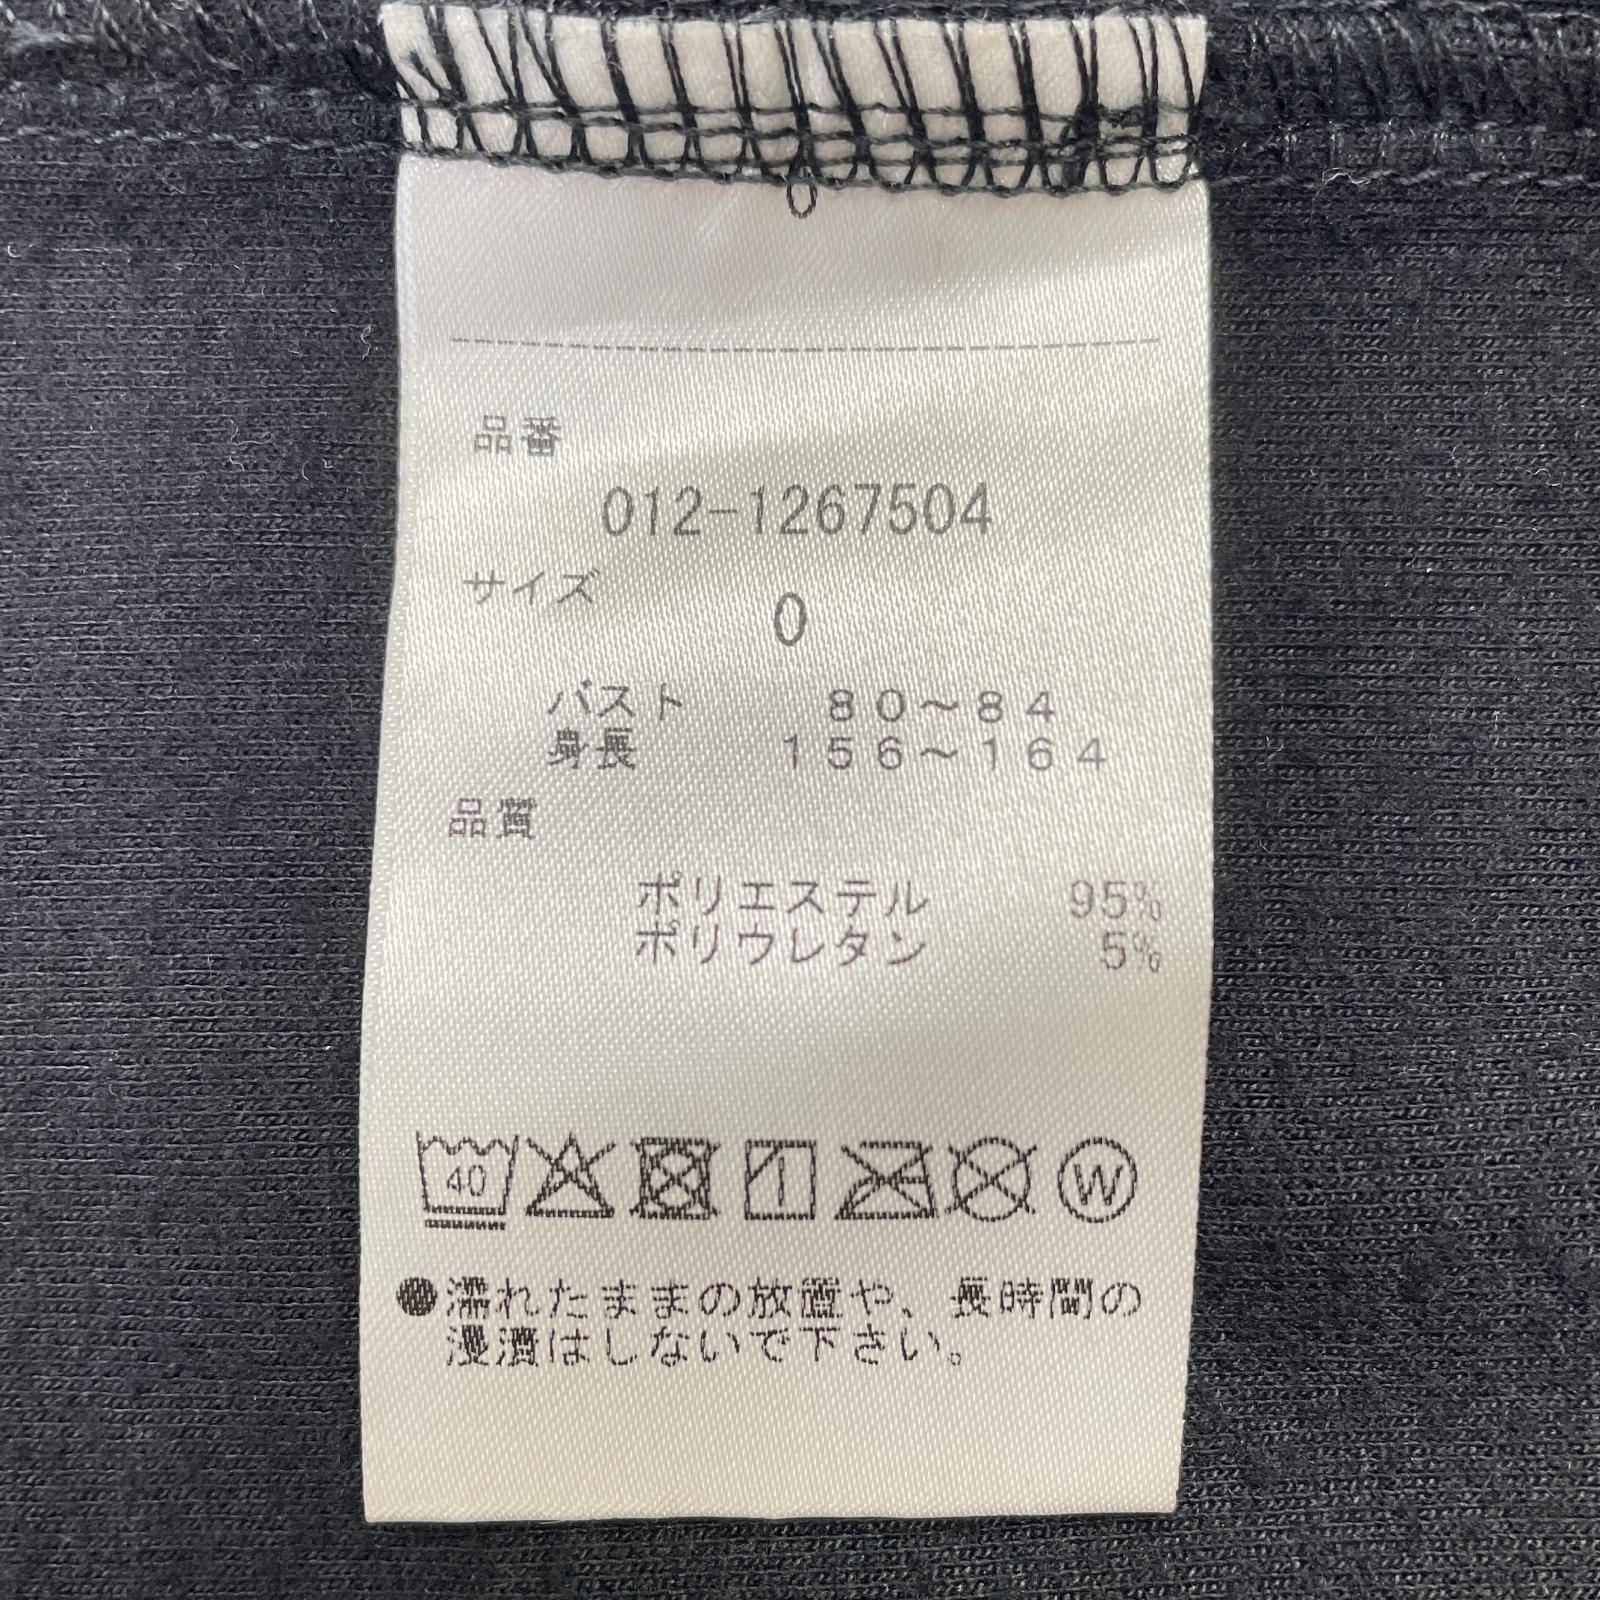 0
品番
012-1267504
サイズ
0
バスト 80～84
身長 156～164
品質
ポリエステル 95%
ポリウレタン 5%
40 W
●濡れたままの放置や、長時間の
浸漬はしないで下さい。